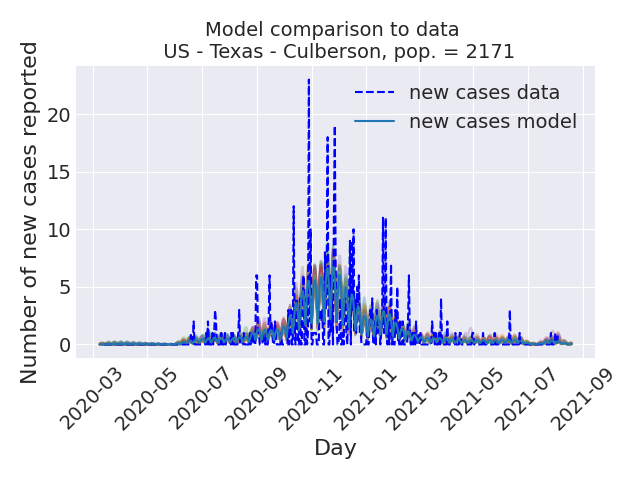 Model comparison to data
US - Texas - Culberson, pop. = 2171
Number of new cases reported
20
15
10
5
0
new cases data
new cases model
2020-03
2020-05
2020-07
2020-09
2020-11
2021-01
2021-03
2021-05
2021-07
2021-09
Day